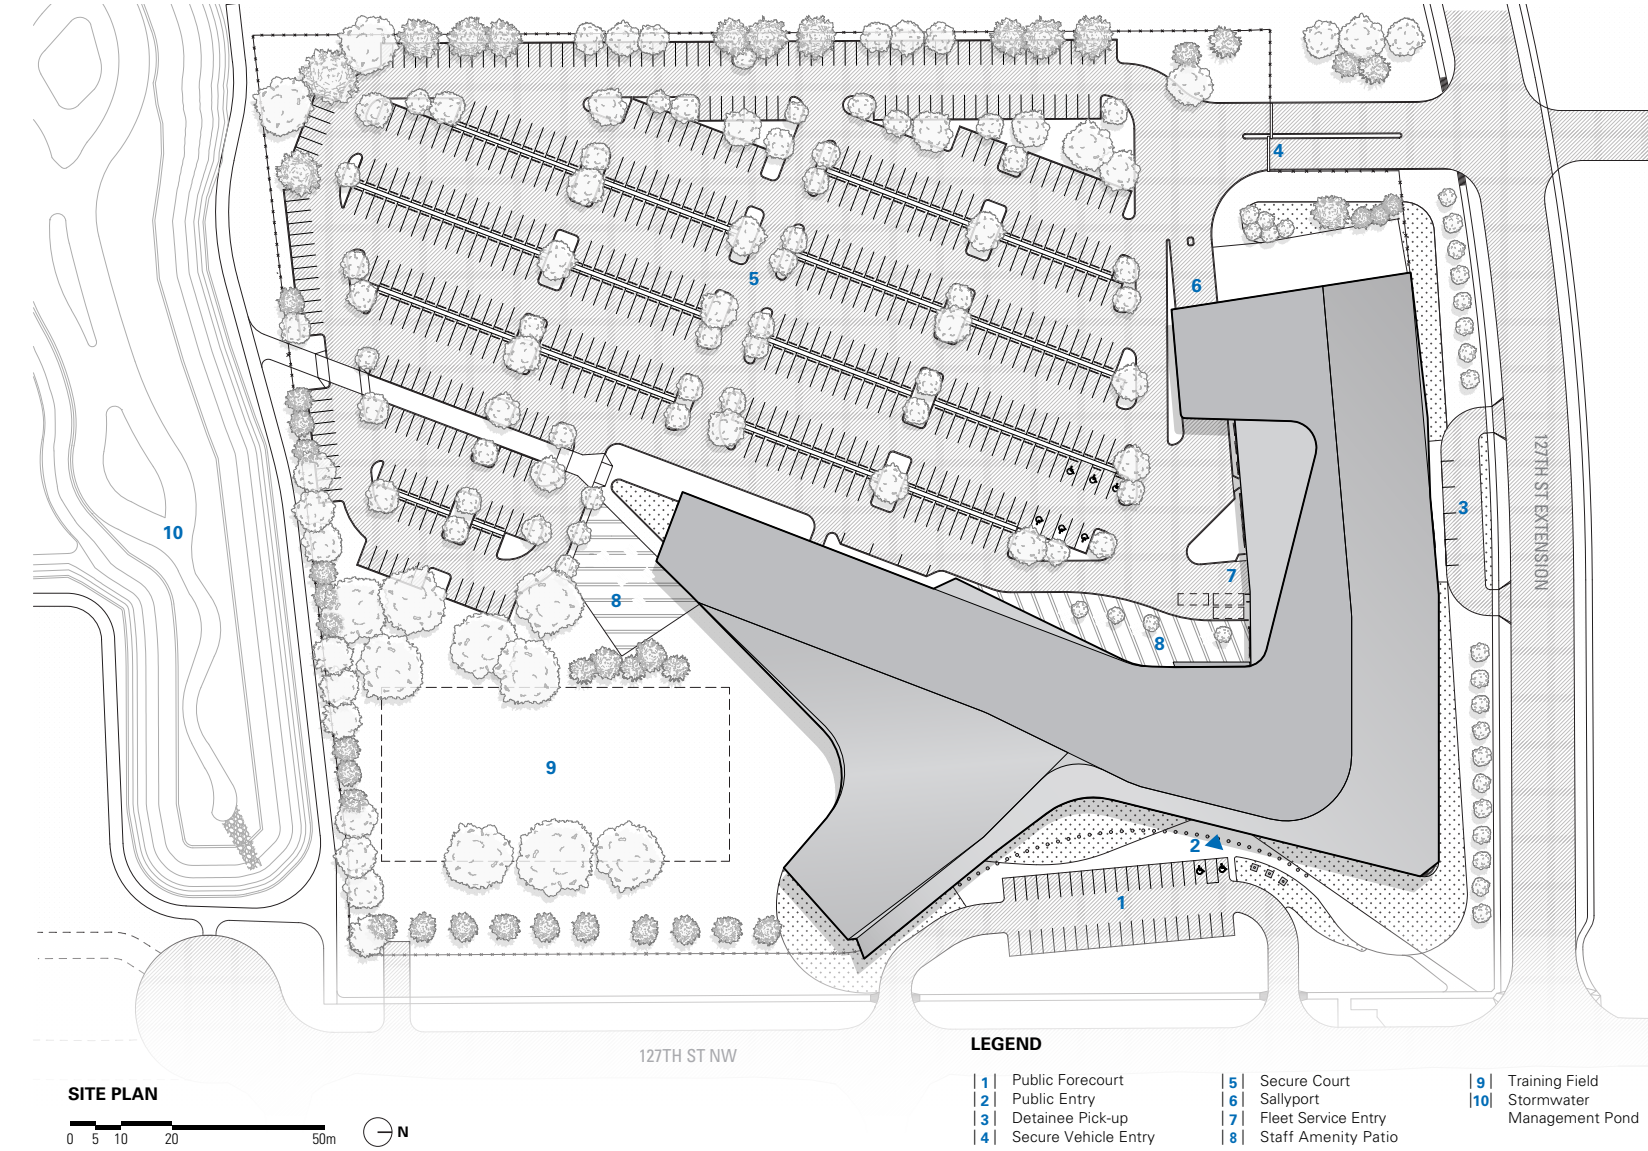 4
5
6
10
3
127TH ST EXTENSION
7
8
8
9
2
1
127TH ST NW
LEGEND
SITE PLAN
0 5 10 20 50m
N
1 Public Forecourt
2 Public Entry
3 Detainee Pick-up
4 Secure Vehicle Entry
5 Secure Court
6 Sallyport
7 Fleet Service Entry
8 Staff Amenity Patio
9 Training Field
10 Stormwater
Management Pond